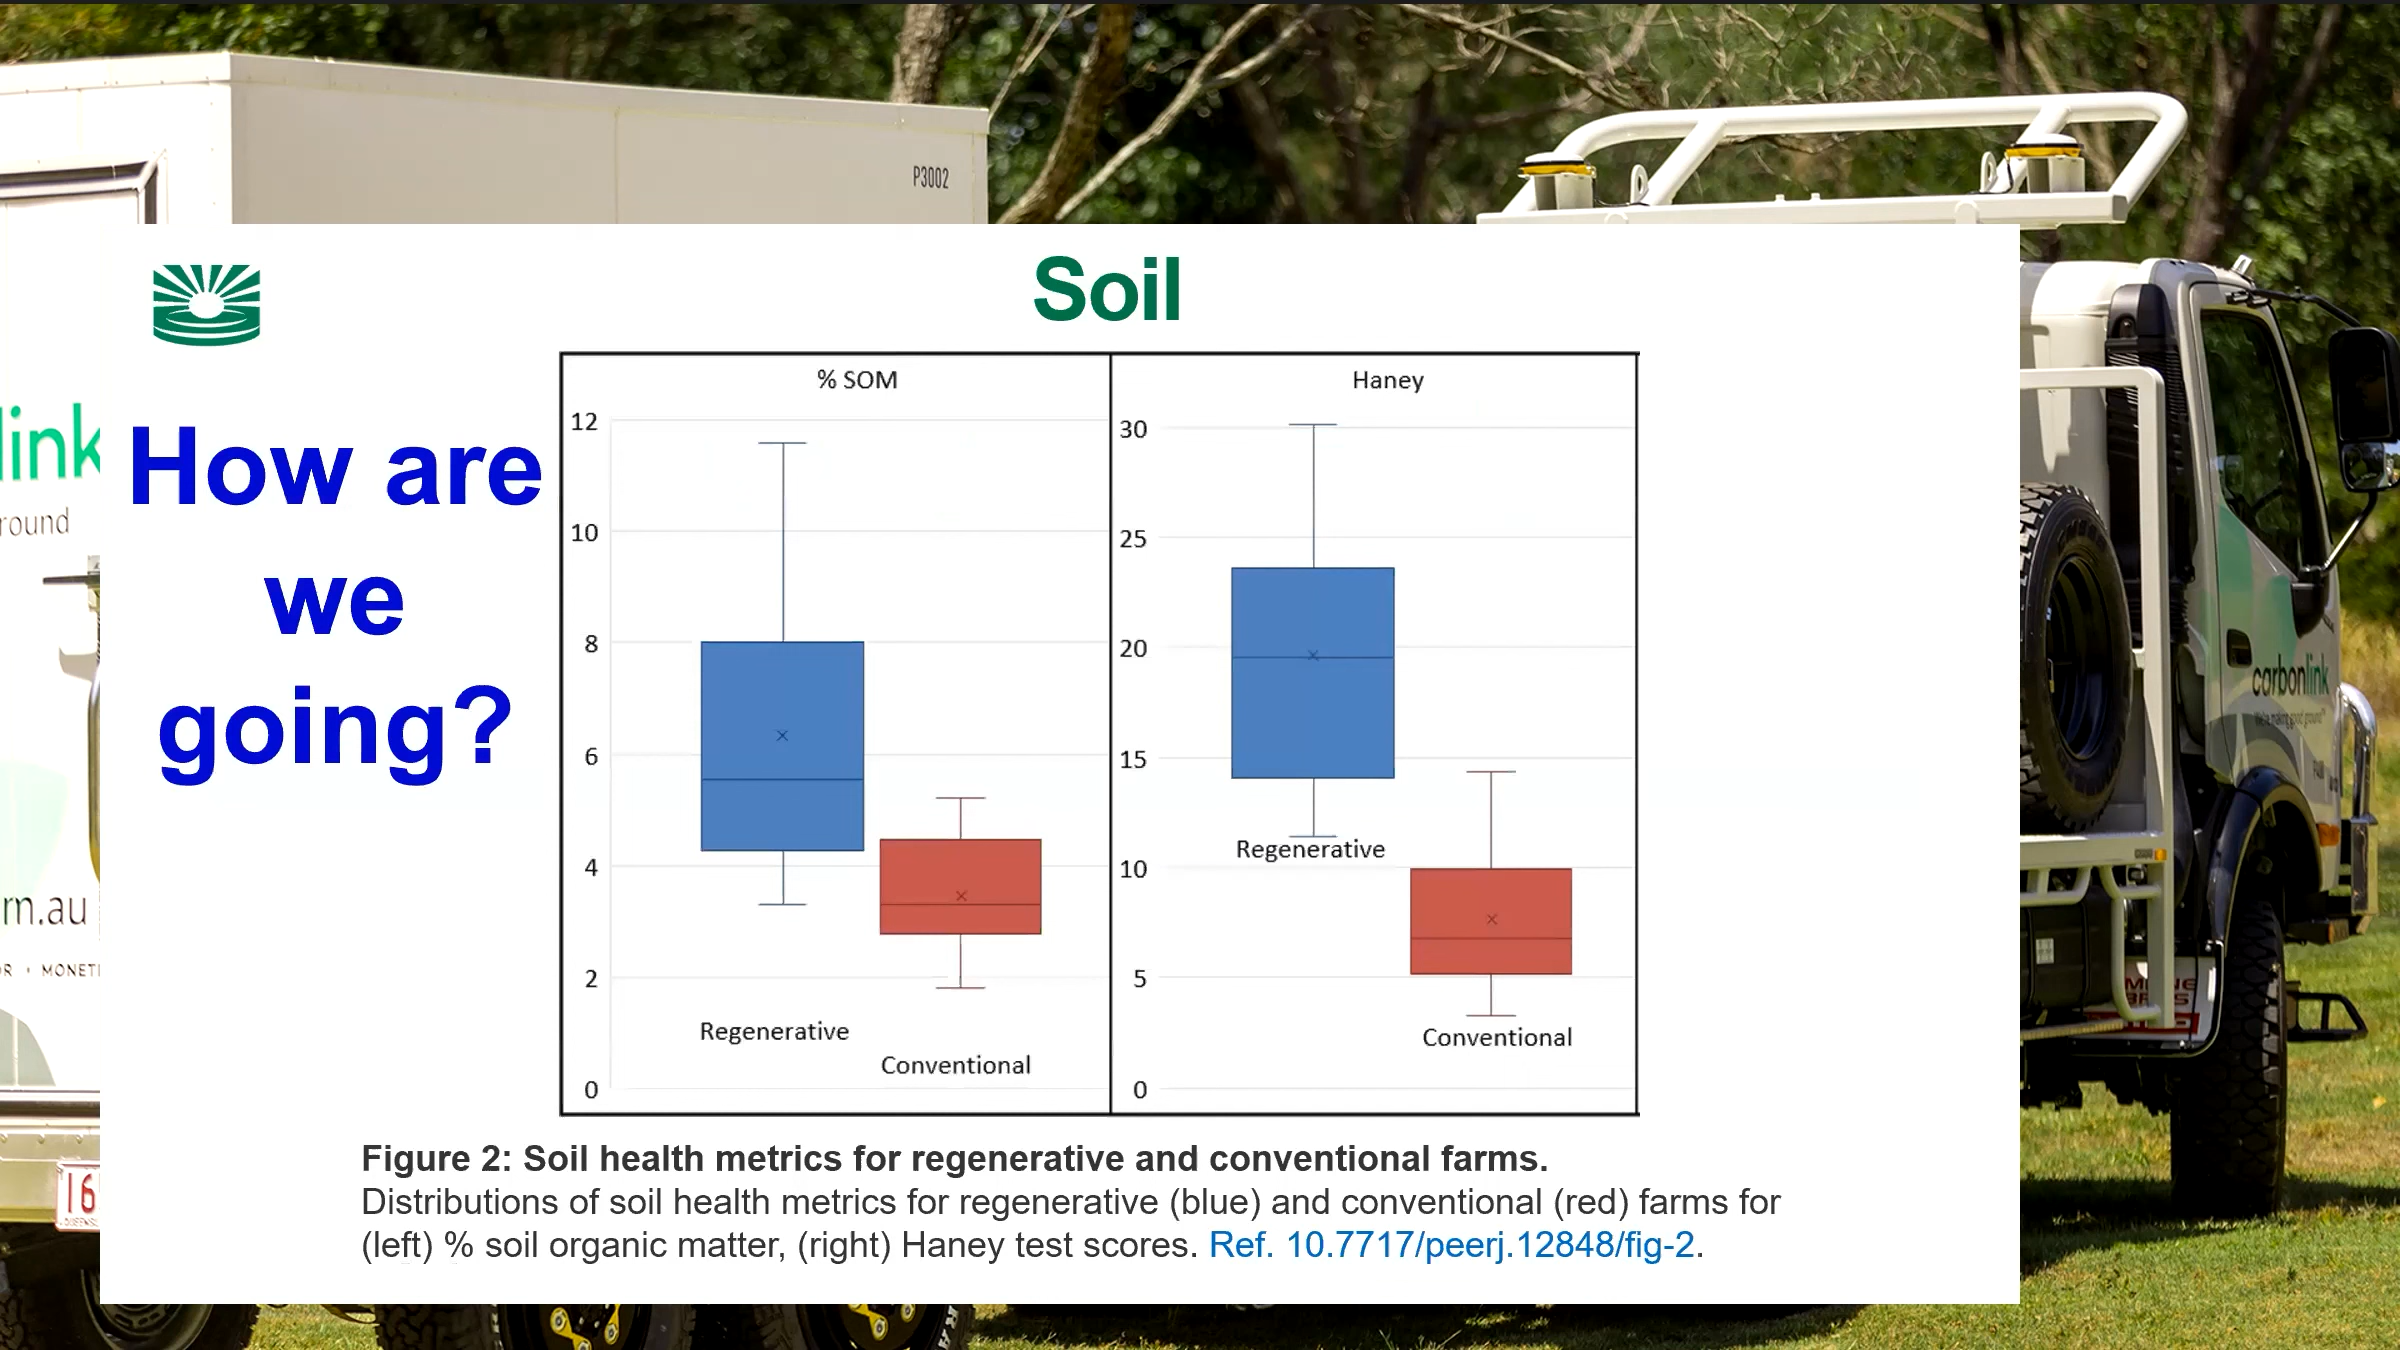 P3002
Soil
link
round
rn.au
MONETI
16
How are
we
going?
% SOM
12
10
8
6
4
2
0
Regenerative
Conventional
Haney
30
25
20
15
10
5
0
Regenerative
Conventional
Figure 2: Soil health metrics for regenerative and conventional farms.
Distributions of soil health metrics for regenerative (blue) and conventional (red) farms for
(left) % soil organic matter, (right) Haney test scores. Ref. 10.7717/peerj.12848/fig-2.
carbonlink